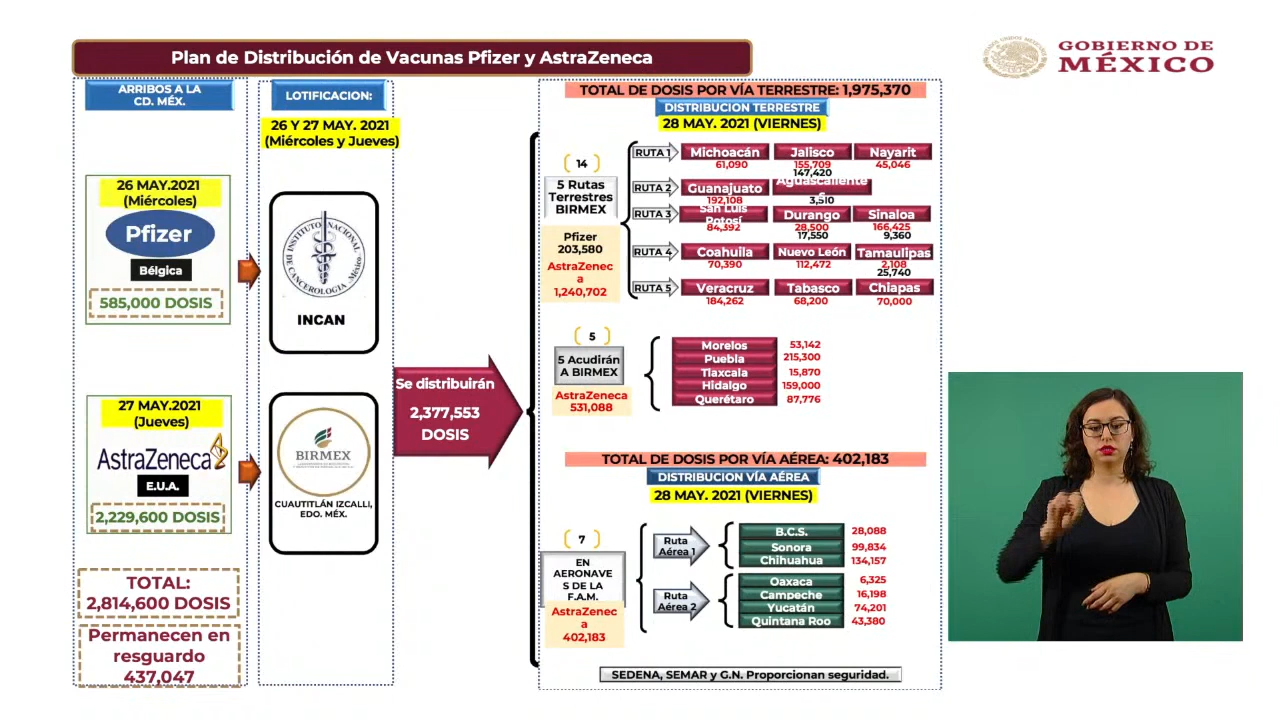 Plan de Distribución de Vacunas Pfizer y AstraZeneca
GOBIERNO DE
MÉXICO
ARRIBOS A LA
CD. MÉX.
26 MAY.2021
(Miércoles)
Pfizer
Bélgica
585,000 DOSIS
27 MAY.2021
(Jueves)
AstraZeneca
E.U.A.
2,229,600 DOSIS
TOTAL:
2,814,600 DOSIS
Permanecen en
resguardo
437,047
LOTIFICACION:
26 Y 27 MAY. 2021
(Miércoles y Jueves)
INSTITUTO NACIONAL
DE CANCEROLOGIA - México
INCAN
BIRMEX
CUAUTITLÁN IZCALLI,
EDO. MÉX.
Se distribuirán
2,377,553
DOSIS
TOTAL DE DOSIS POR VÍA TERRESTRE: 1,975,370
DISTRIBUCION TERRESTRE
28 MAY. 2021 (VIERNES)
14
5 Rutas
Terrestres
BIRMEX
Pfizer
203,580
AstraZenec
a
1,240,702
RUTA 1
Michoacán Jalisco Nayarit
61,090 155,709 45,046
147,420
RUTA 2
Guanajuato Aguascaliente
s
192,108 3,510
RUTA 3
San Luis
Potosí Durango Sinaloa
84,392 28,500 166,425
17,550 9,360
RUTA 4
Coahuila Nuevo León Tamaulipas
70,390 112,472 2,108
25,740
RUTA 5
Veracruz Tabasco Chiapas
184,262 68,200 70,000
5
5 Acudirán
A BIRMEX
AstraZeneca
531,088
Morelos 53,142
Puebla 215,300
Tlaxcala 15,870
Hidalgo 159,000
Querétaro 87,776
TOTAL DE DOSIS POR VÍA AÉREA: 402,183
DISTRIBUCION VÍA AÉREA
28 MAY. 2021 (VIERNES)
7
EN
AERONAVE
S DE LA
F.A.M.
AstraZenec
a
402,183
Ruta
Aérea 1
B.C.S. 28,088
Sonora 99,834
Chihuahua 134,157
Ruta
Aérea 2
Oaxaca 6,325
Campeche 16,198
Yucatán 74,201
Quintana Roo 43,380
SEDENA, SEMAR y G.N. Proporcionan seguridad.